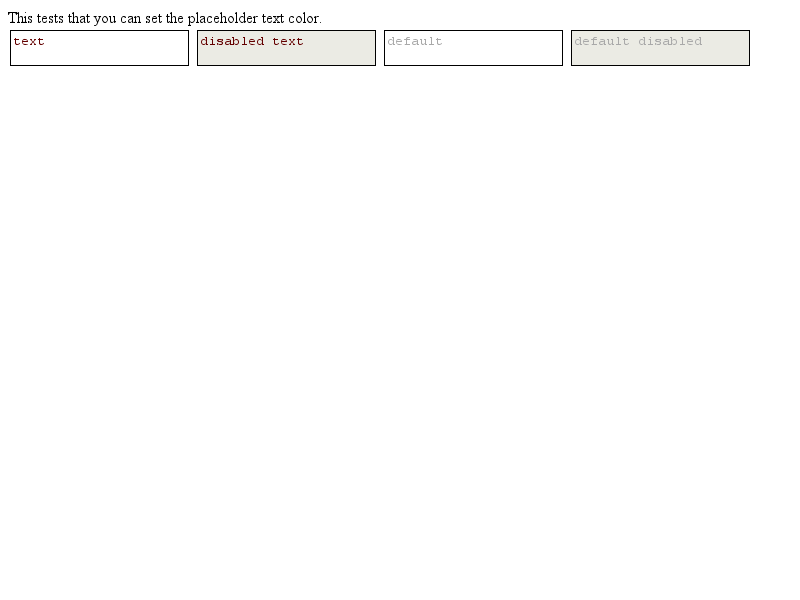 This tests that you can set the placeholder text color.
text disabled text default default disabled